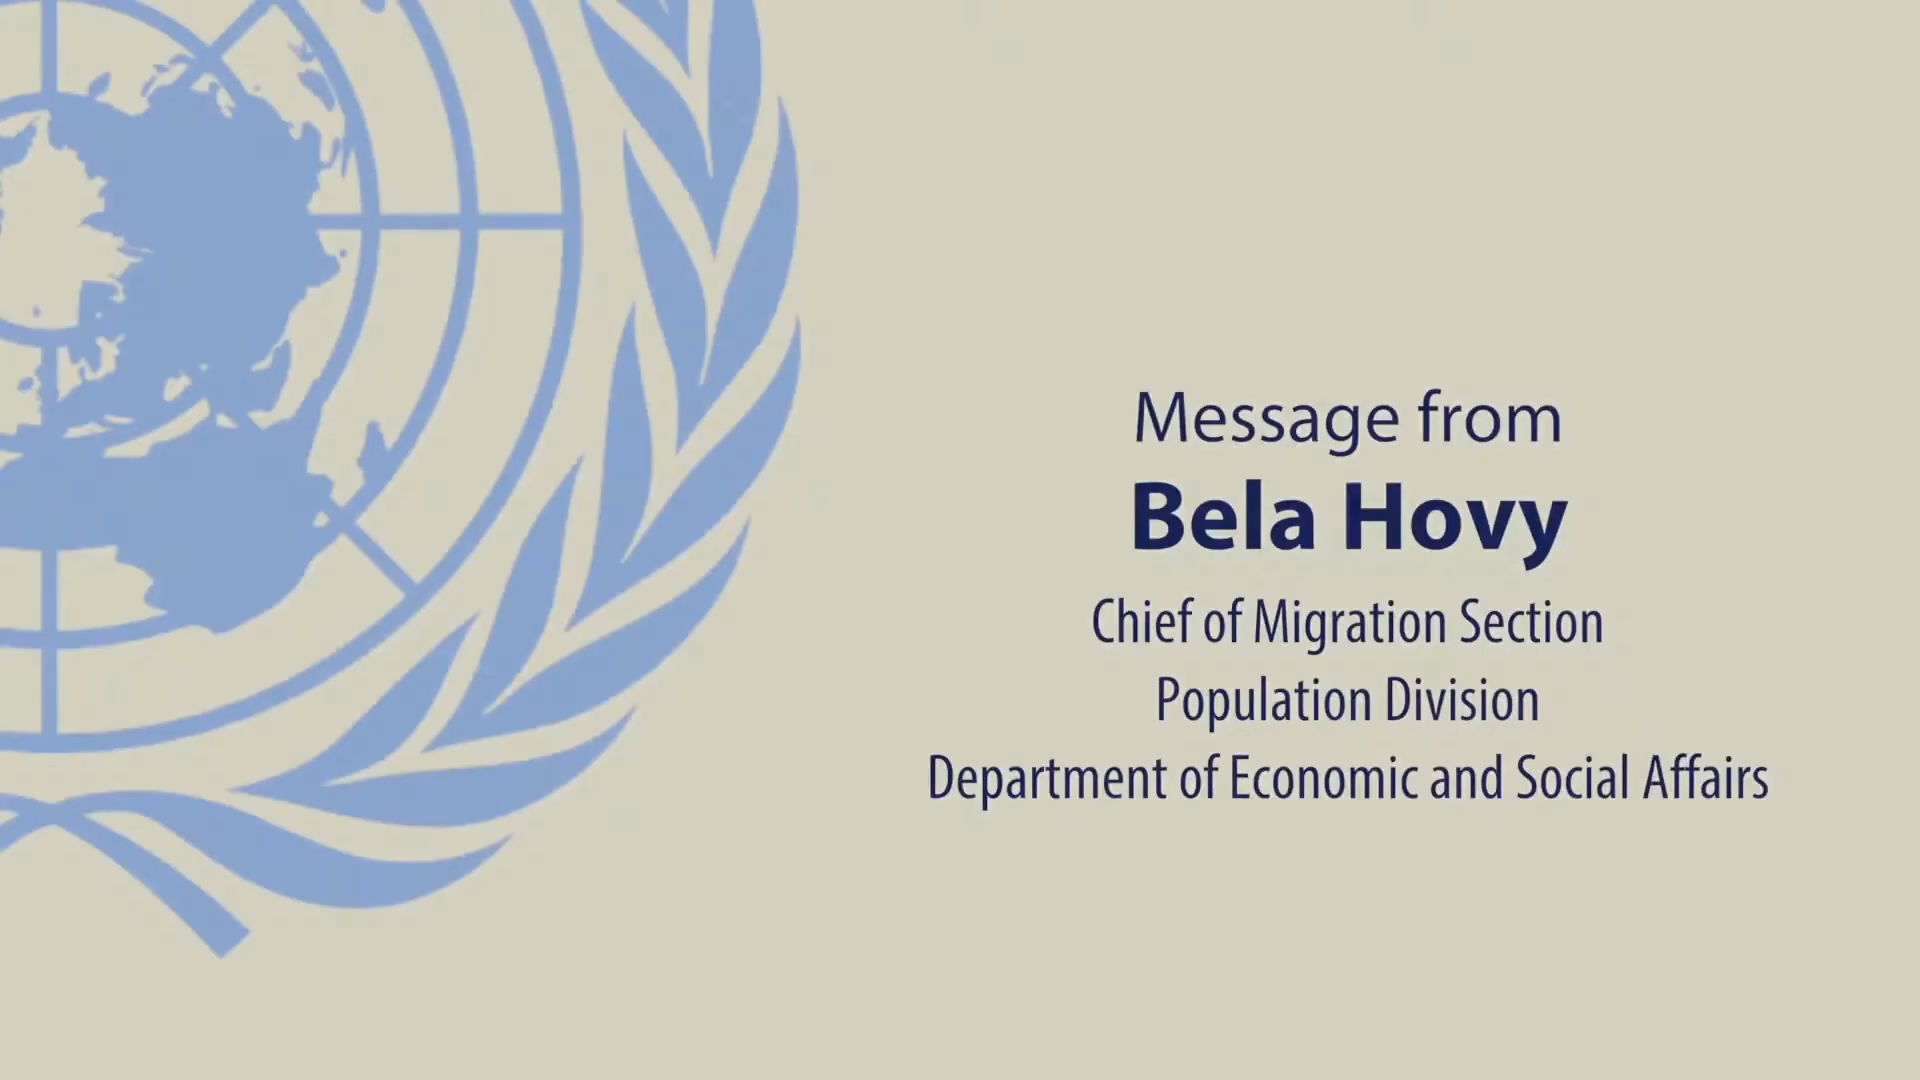 Message from
Bela Hovy
Chief of Migration Section
Population Division
Department of Economic and Social Affairs